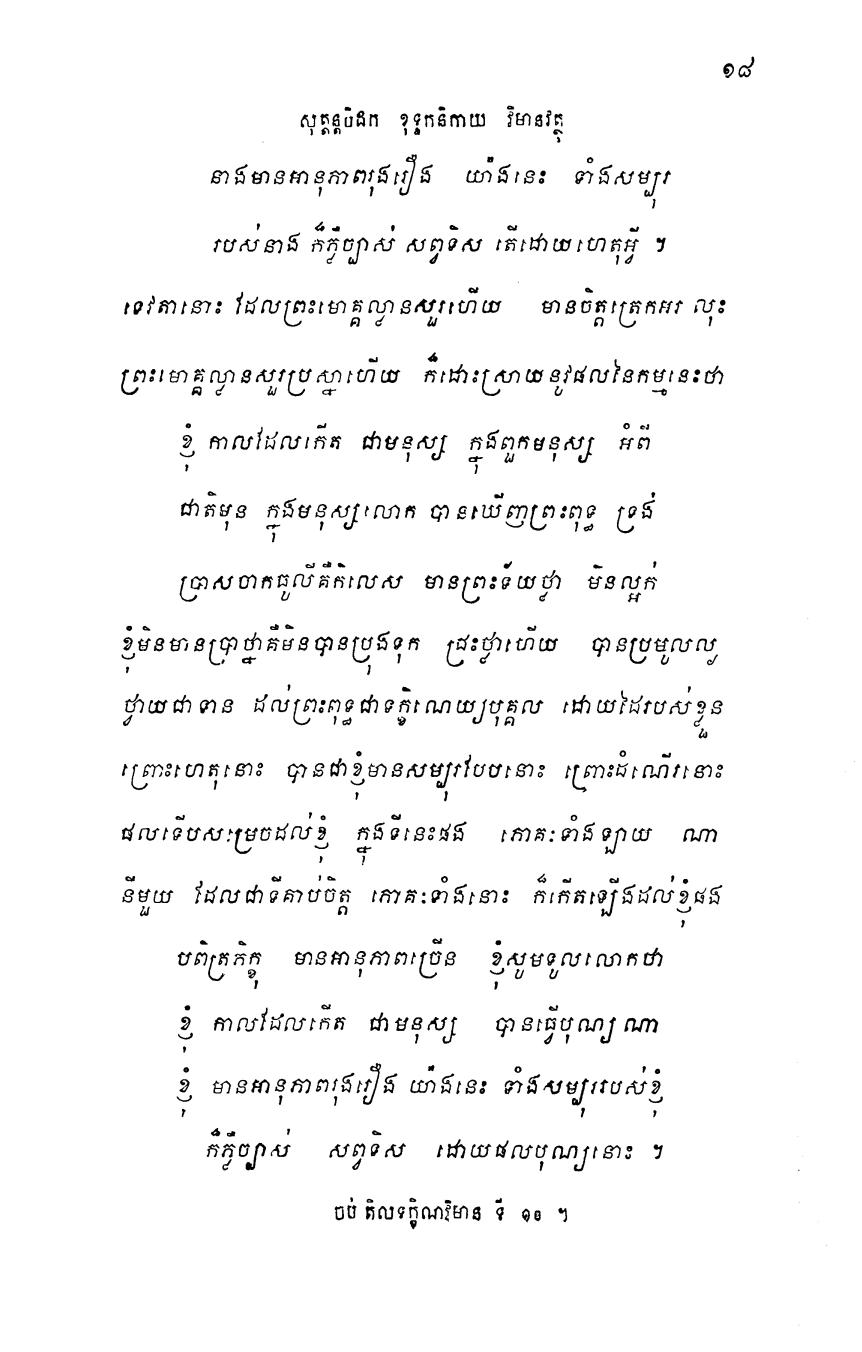 ១៨
សុត្តន្តបិដក ខុទ្ទកនិកាយ វិមានវត្ថុ
នាងមានអានុភាពរុងរឿង យ៉ាងនេះ ទាំងសម្បុរ
របស់នាង ក៏ភ្លឺច្បាស់ សព្វទិស តើដោយហេតុអ្វី ។
ទេវតានោះ ដែលព្រះមោគ្គល្លានសួរហើយ មានចិត្តត្រេកអរ លុះ
ព្រះមោគ្គល្លានសួរប្រស្នាហើយ ក៏ដោះស្រាយនូវផលនៃកម្មនេះថា
ខ្ញុំ កាលដែលកើត ជាមនុស្ស ក្នុងពួកមនុស្ស អំពី
ជាតិមុន ក្នុងមនុស្សលោក បានឃើញព្រះពុទ្ធ ទ្រង់
ប្រាសចាកធូលីគឺកិលេស មានព្រះទ័យថ្លា មិនល្អក់
ខ្ញុំមិនមានប្រាថ្នាគឺមិនបានប្រុងទុក ជ្រះថ្លាហើយ បានប្រមូលល្ង
ថ្វាយជាទាន ដល់ព្រះពុទ្ធជាទក្ខិណេយ្យបុគ្គល ដោយដៃរបស់ខ្លួន
ព្រោះហេតុនោះ បានជាខ្ញុំមានសម្បុរបែបនោះ ព្រោះដំណើរនោះ
ផលទើបសម្រេចដល់ខ្ញុំ ក្នុងទីនេះផង ភោគៈទាំងឡាយ ណា
នីមួយ ដែលជាទីគាប់ចិត្ត ភោគៈទាំងនោះ ក៏កើតឡើងដល់ខ្ញុំផង
បពិត្រភិក្ខុ មានអានុភាពច្រើន ខ្ញុំសូមទូលលោកថា
ខ្ញុំ កាលដែលកើត ជាមនុស្ស បានធ្វើបុណ្យណា
ខ្ញុំ មានអានុភាពរុងរឿង យ៉ាងនេះ ទាំងសម្បុររបស់ខ្ញុំ
ក៏ភ្លឺច្បាស់ សព្វទិស ដោយផលបុណ្យនោះ ។
ចប់ តិលទក្ខិណវិមាន ទី ១០ ។